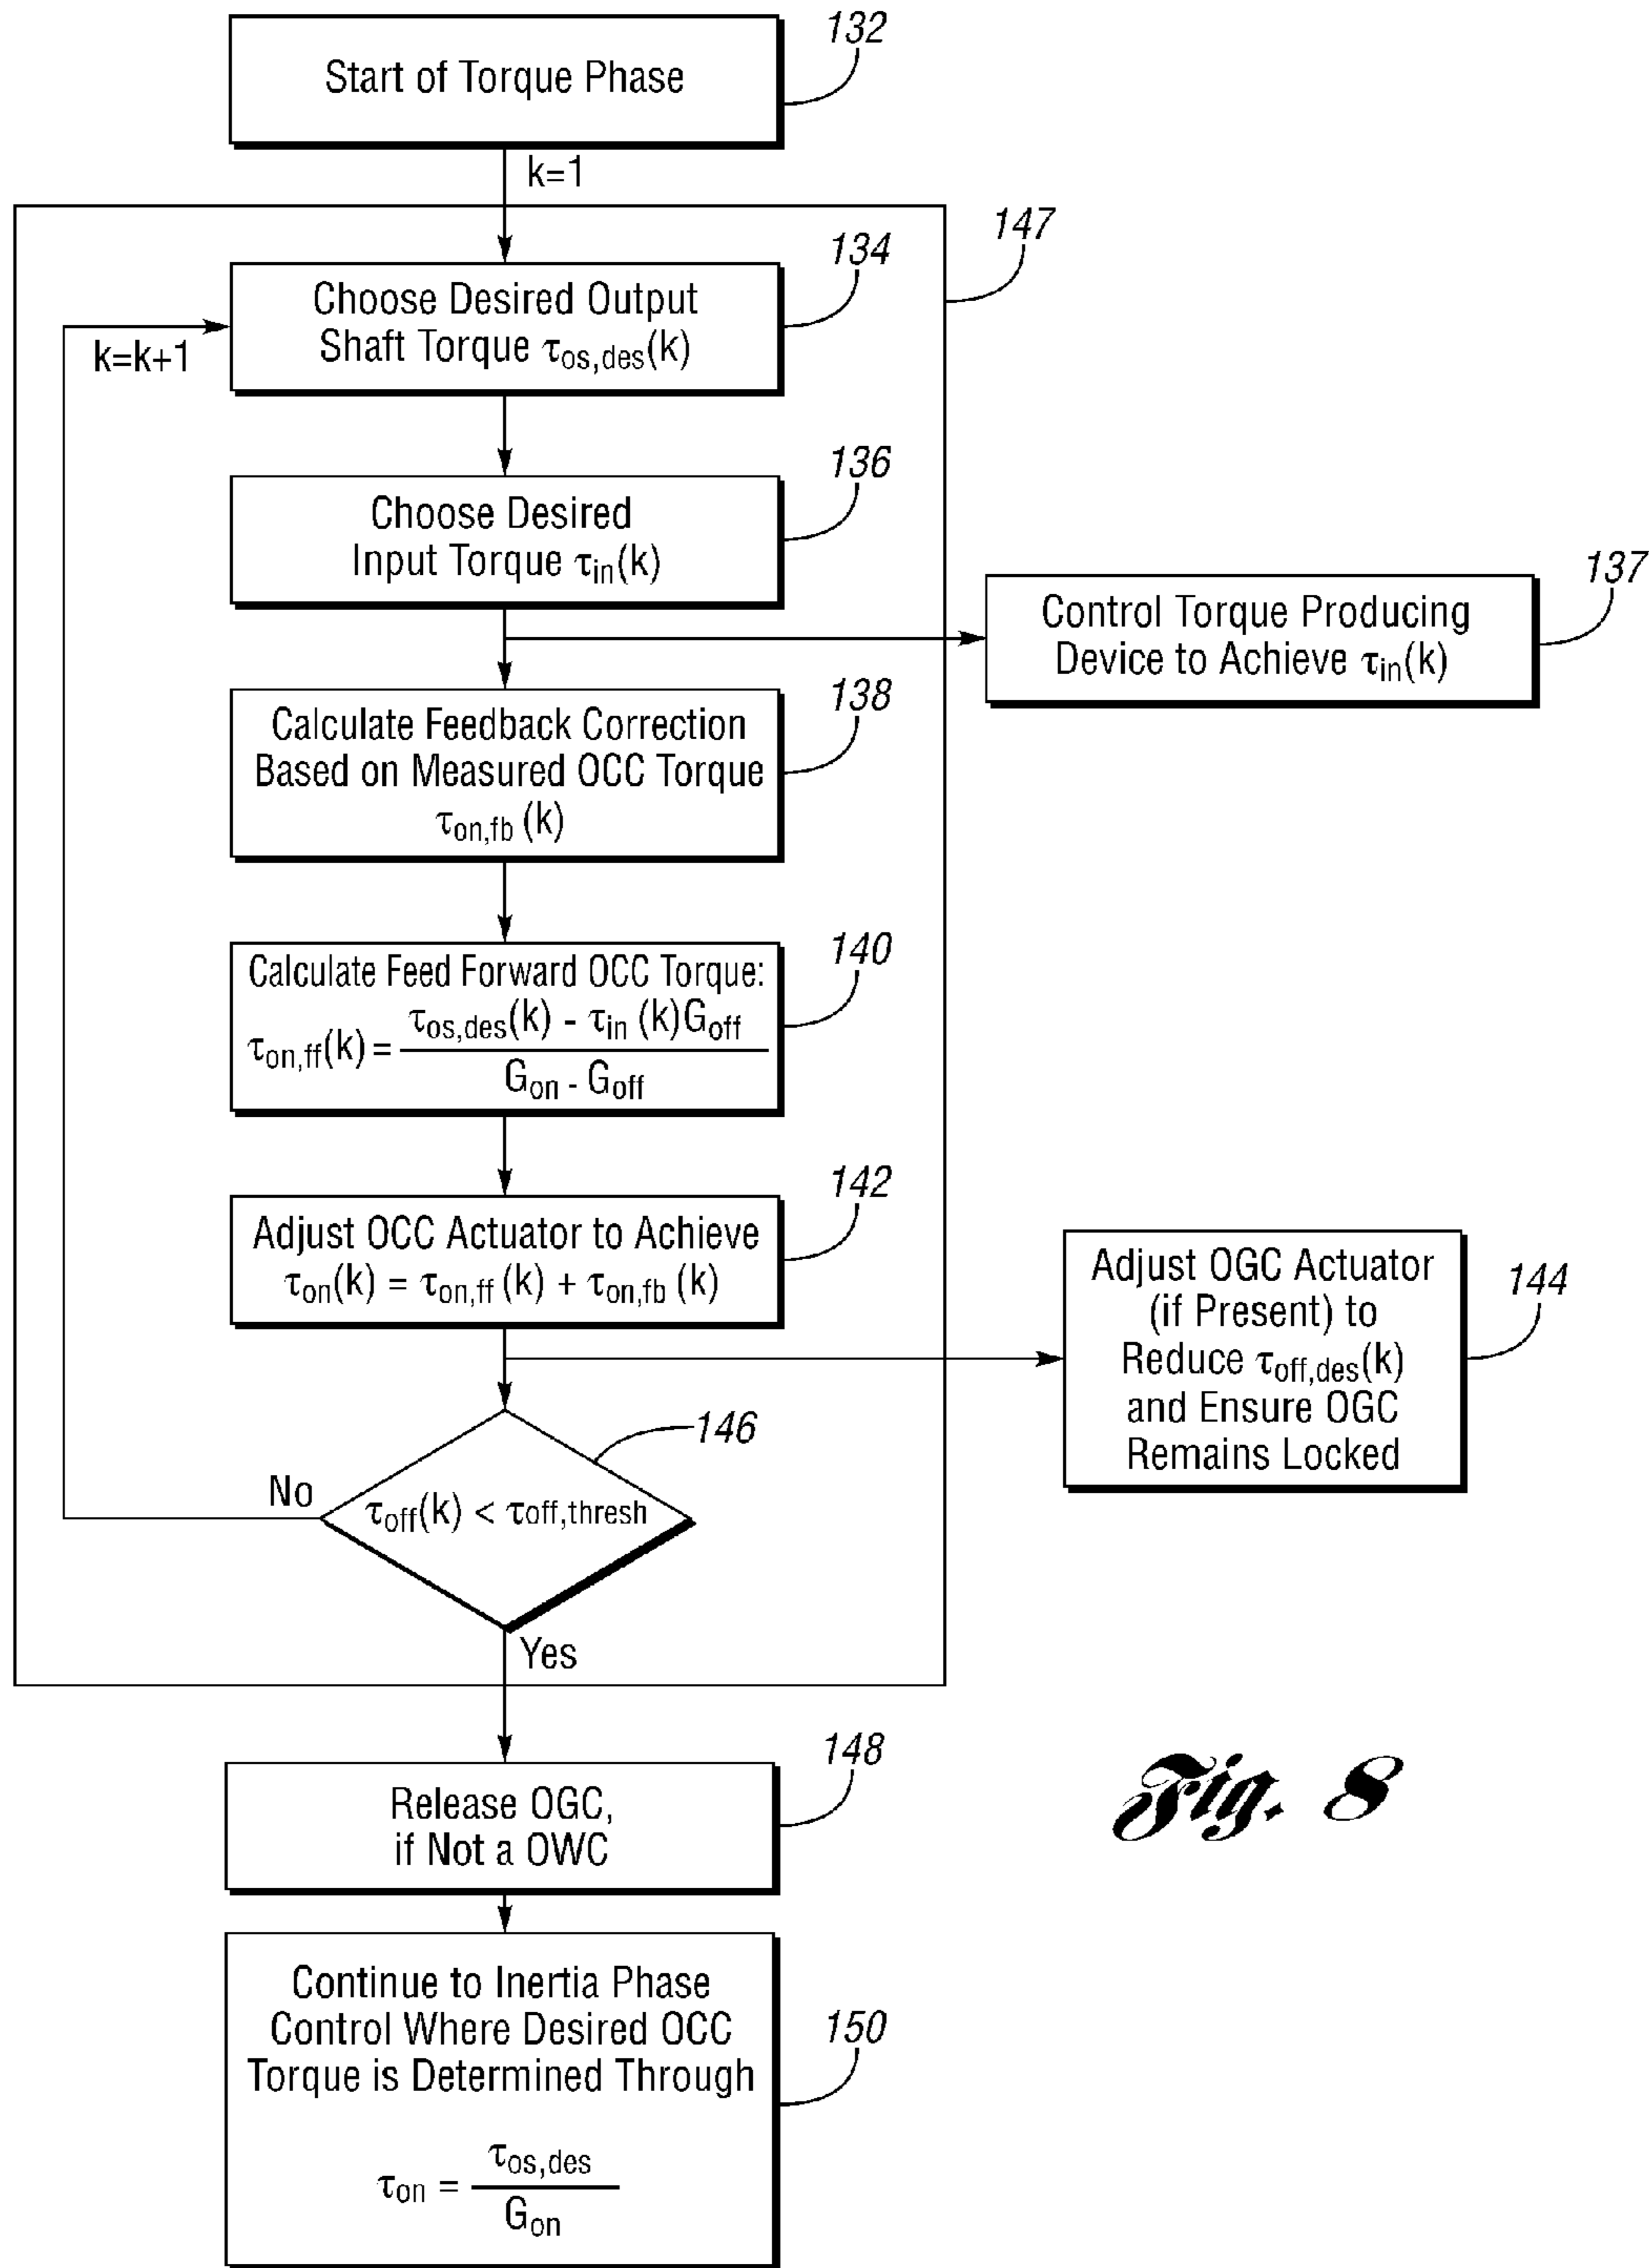 132
Start of Torque Phase
k=1
147
134
Choose Desired Output
Shaft Torque τos,des(k)
k=k+1
136
Choose Desired
Input Torque τin(k)
137
Control Torque Producing
Device to Achieve τin(k)
138
Calculate Feedback Correction
Based on Measured OCC Torque
τon,fb (k)
140
Calculate Feed Forward OCC Torque:
τon,ff(k) = τos,des(k) - τin (k)Goff
Gon - Goff
142
Adjust OCC Actuator to Achieve
τon(k) = τon,ff (k) + τon,fb (k)
144
Adjust OGC Actuator
(if Present) to
Reduce τoff,des(k)
and Ensure OGC
Remains Locked
146
No
τoff(k) < τoff,thresh
Yes
148
Release OGC,
if Not a OWC
Fig. 8
150
Continue to Inertia Phase
Control Where Desired OCC
Torque is Determined Through
τon = τos,des
Gon